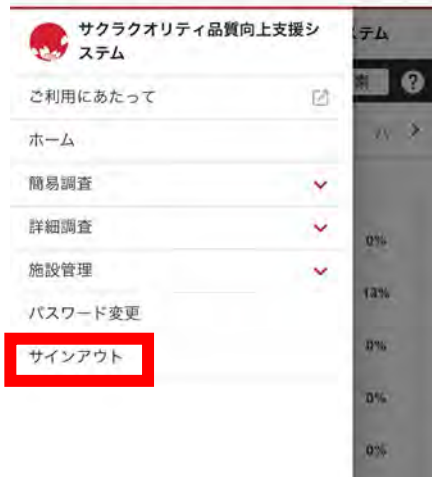 サクラクオリティ品質向上支援シ
ステム
ステム
ご利用にあたって
索 ?
ホーム
簡易調査
詳細調査
0%
施設管理
13%
パスワード変更
サインアウト
0%
0%
0%